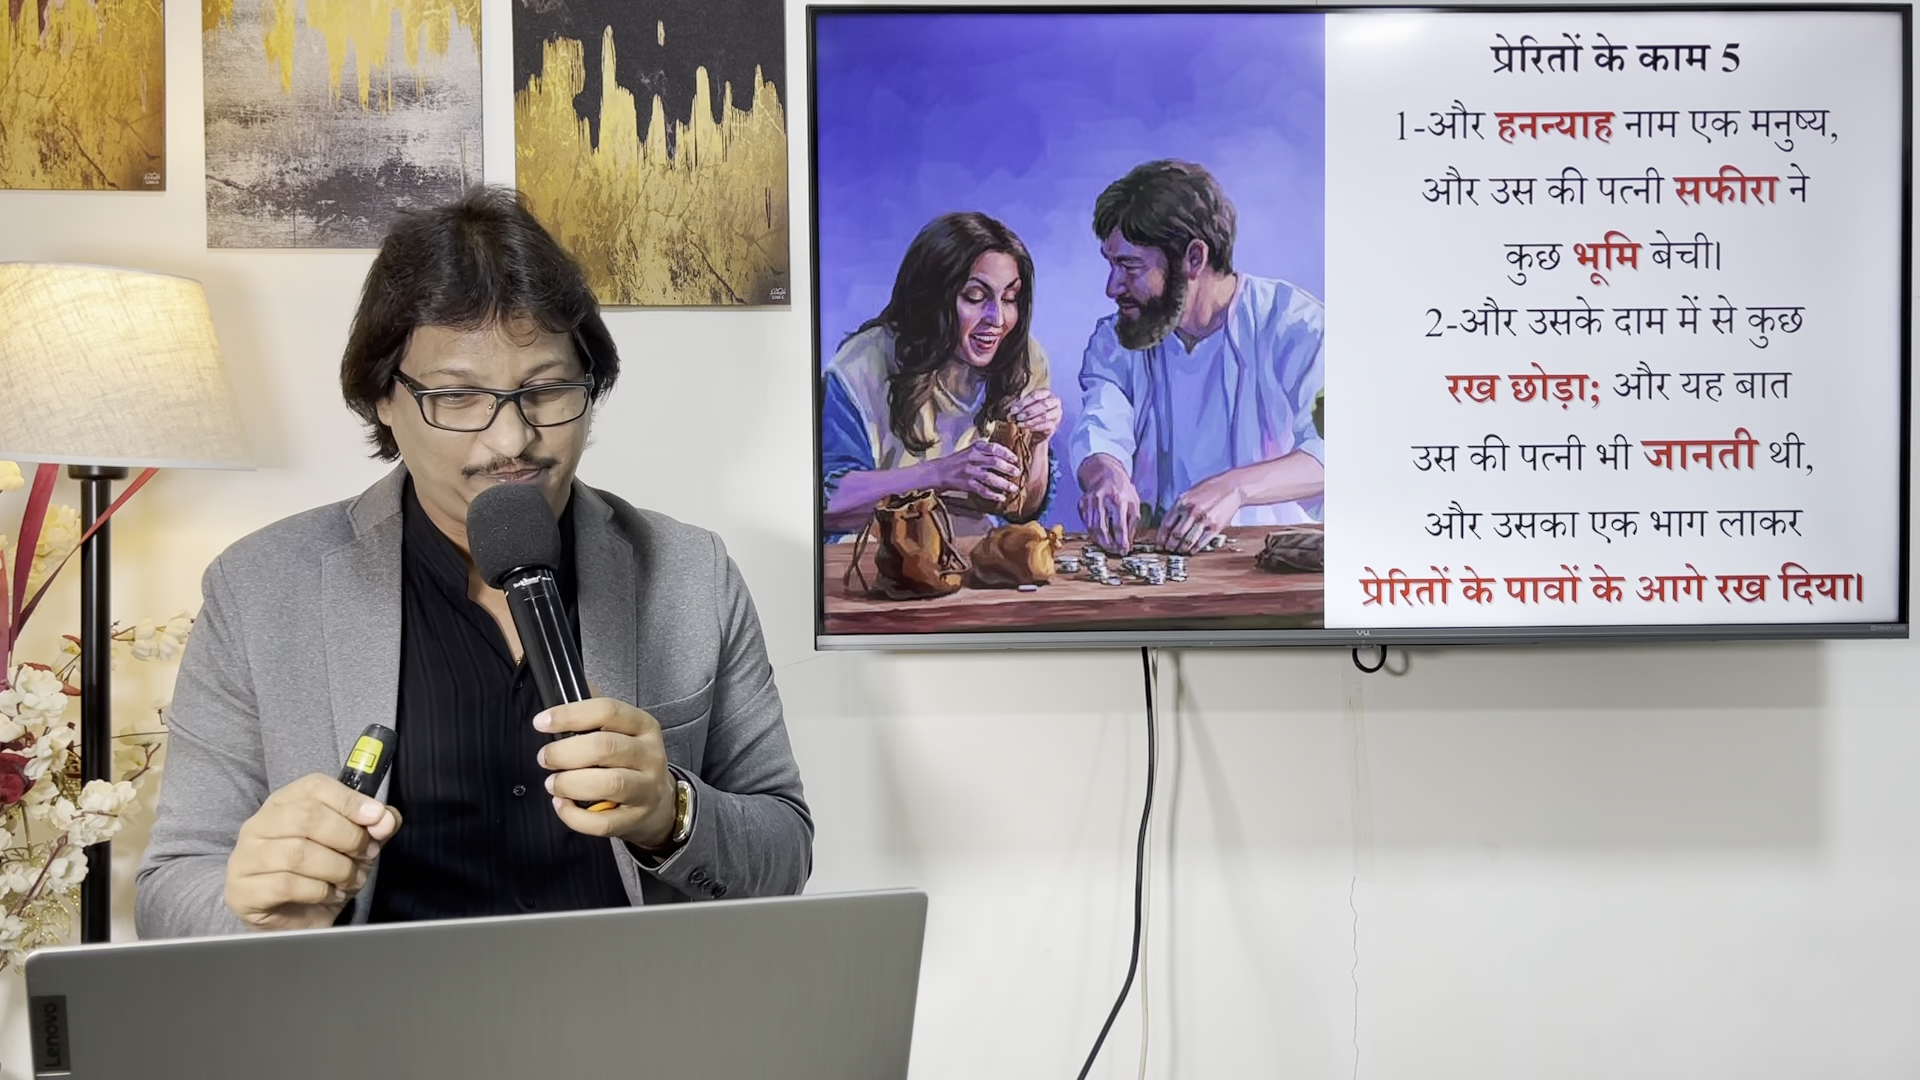 प्रेरितों के काम 5
1-और हनन्याह नाम एक मनुष्य,
और उस की पत्नी सफीरा ने
कुछ भूमि बेची।
2-और उसके दाम में से कुछ
रख छोड़ा; और यह बात
उस की पत्नी भी जानती थी,
और उसका एक भाग लाकर
प्रेरितों के पावों के आगे रख दिया।
Lenovo